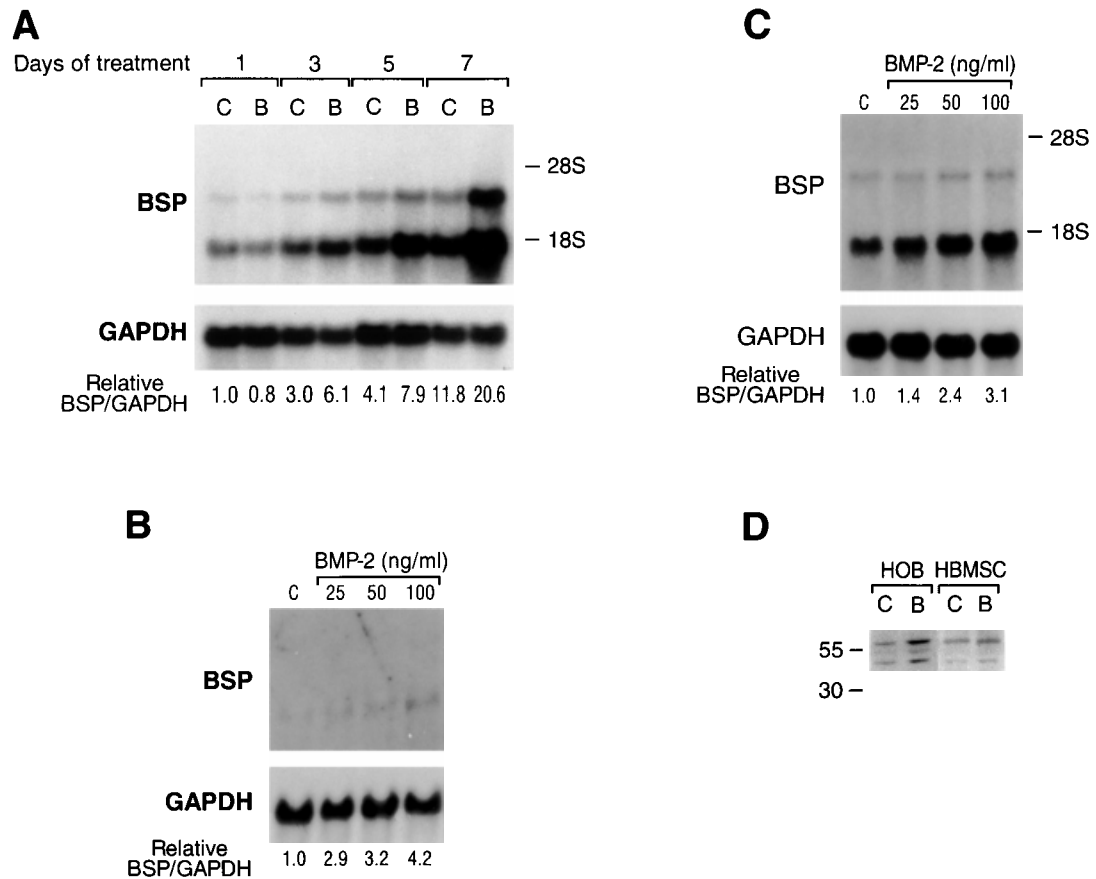 A
Days of treatment 1 3 5 7
C B C B C B C B
BSP
– 28S
– 18S
GAPDH
Relative
BSP/GAPDH
1.0 0.8 3.0 6.1 4.1 7.9 11.8 20.6
C
BMP-2 (ng/ml)
C 25 50 100
BSP
– 28S
– 18S
GAPDH
Relative
BSP/GAPDH
1.0 1.4 2.4 3.1
B
BMP-2 (ng/ml)
C 25 50 100
BSP
GAPDH
Relative
BSP/GAPDH
1.0 2.9 3.2 4.2
D
HOB HBMSC
C B C B
55 –
30 –